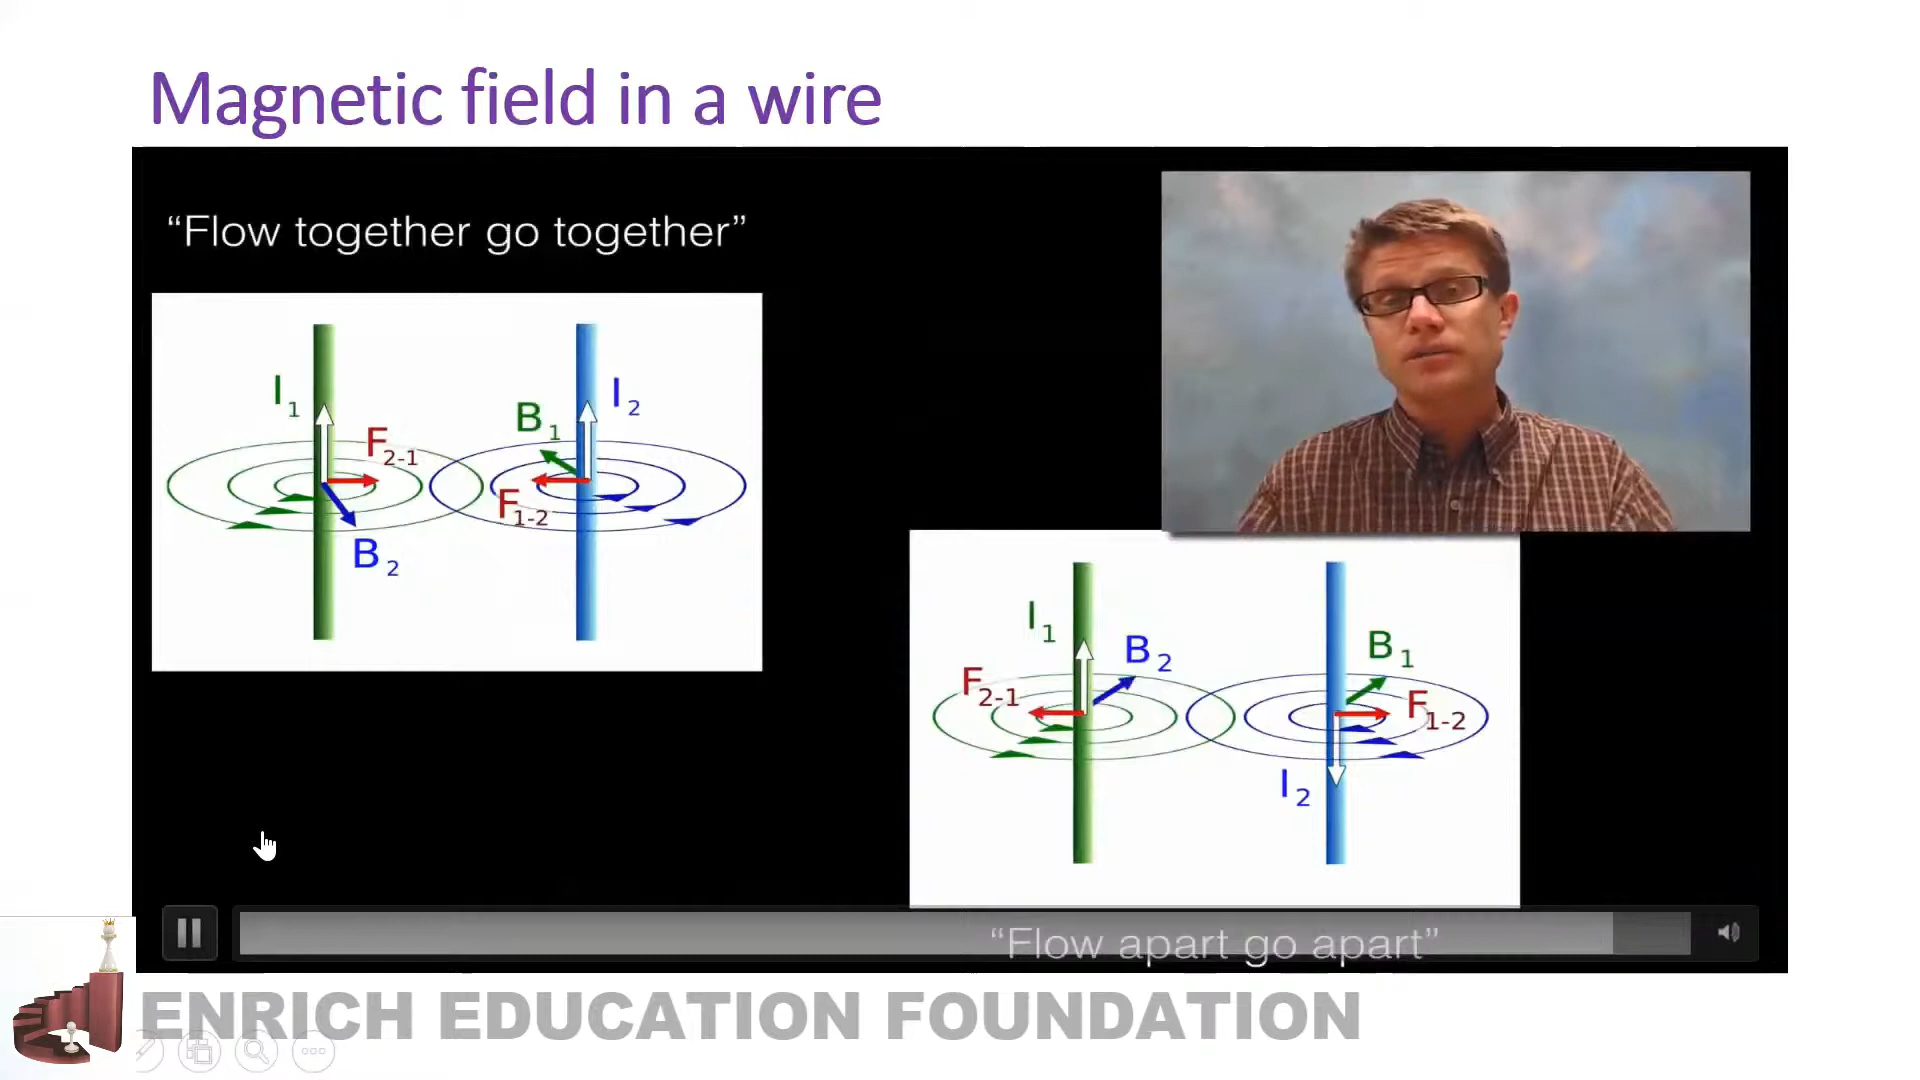 Magnetic field in a wire
“Flow together go together”
I1
F2-1
B1
I2
F1-2
B2
I1
B2
B1
F2-1
F1-2
I2
“Flow apart go apart”
ENRICH EDUCATION FOUNDATION